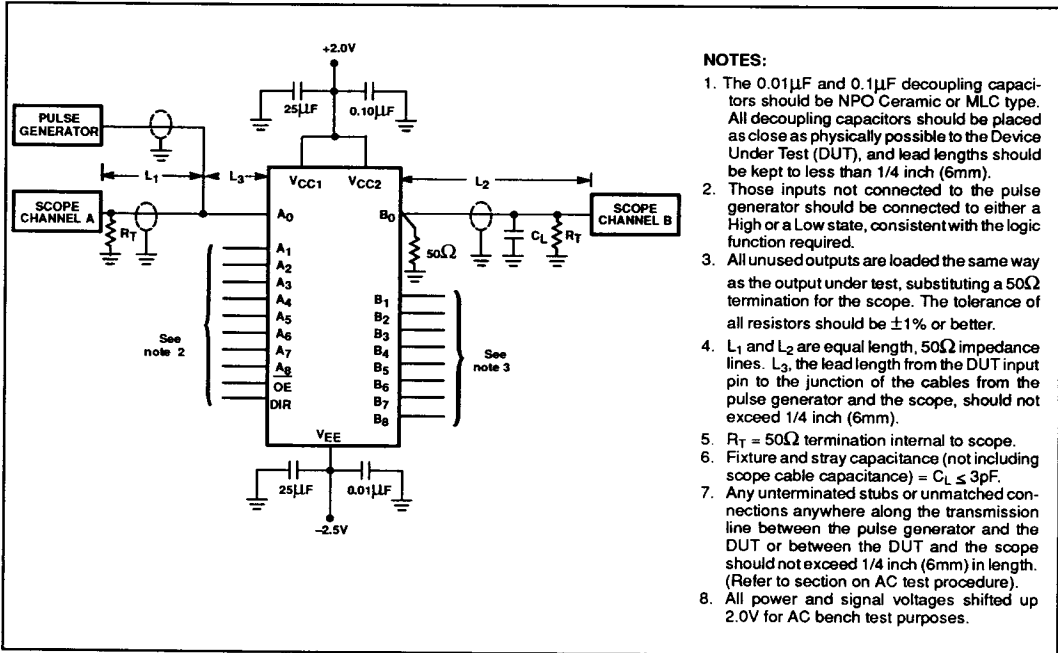 +2.0V
25μF
0.10μF
PULSE
GENERATOR
L1
L3
VCC1
VCC2
L2
SCOPE
CHANNEL A
RT
A0
B0
50Ω
CL
RT
SCOPE
CHANNEL B
A1
A2
A3
A4
A5
A6
A7
A8
OE
DIR
See
note 2
B1
B2
B3
B4
B5
B6
B7
B8
See
note 3
VEE
25μF
0.01μF
–2.5V
NOTES:
1. The 0.01μF and 0.1μF decoupling capaci-
tors should be NPO Ceramic or MLC type.
All decoupling capacitors should be placed
as close as physically possible to the Device
Under Test (DUT), and lead lengths should
be kept to less than 1/4 inch (6mm).
2. Those inputs not connected to the pulse
generator should be connected to either a
High or a Low state, consistent with the logic
function required.
3. All unused outputs are loaded the same way
as the output under test, substituting a 50Ω
termination for the scope. The tolerance of
all resistors should be ±1% or better.
4. L1 and L2 are equal length, 50Ω impedance
lines. L3, the lead length from the DUT input
pin to the junction of the cables from the
pulse generator and the scope, should not
exceed 1/4 inch (6mm).
5. RT = 50Ω termination internal to scope.
6. Fixture and stray capacitance (not including
scope cable capacitance) = CL ≤ 3pF.
7. Any unterminated stubs or unmatched con-
nections anywhere along the transmission
line between the pulse generator and the
DUT or between the DUT and the scope
should not exceed 1/4 inch (6mm) in length.
(Refer to section on AC test procedure).
8. All power and signal voltages shifted up
2.0V for AC bench test purposes.